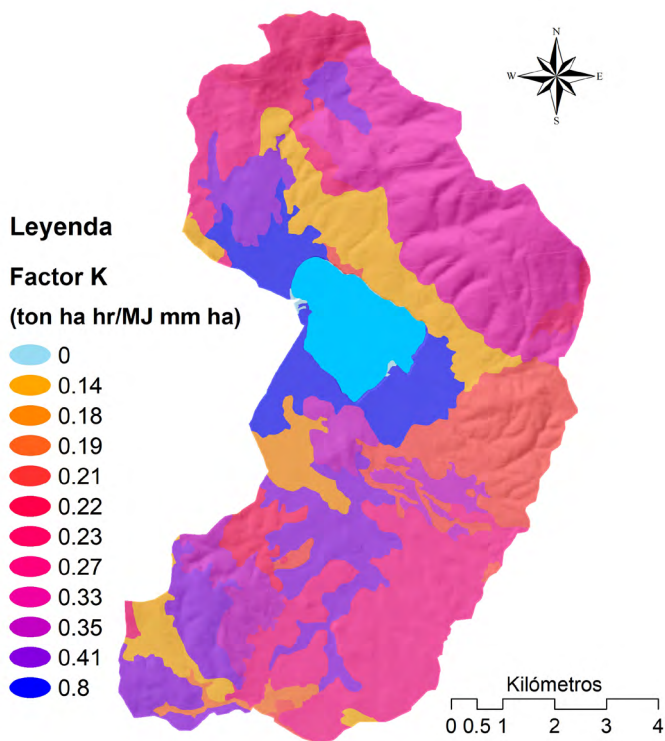 N
W E
S
Leyenda
Factor K
(ton ha hr/MJ mm ha)
0
0.14
0.18
0.19
0.21
0.22
0.23
0.27
0.33
0.35
0.41
0.8
Kilómetros
0 0.5 1 2 3 4